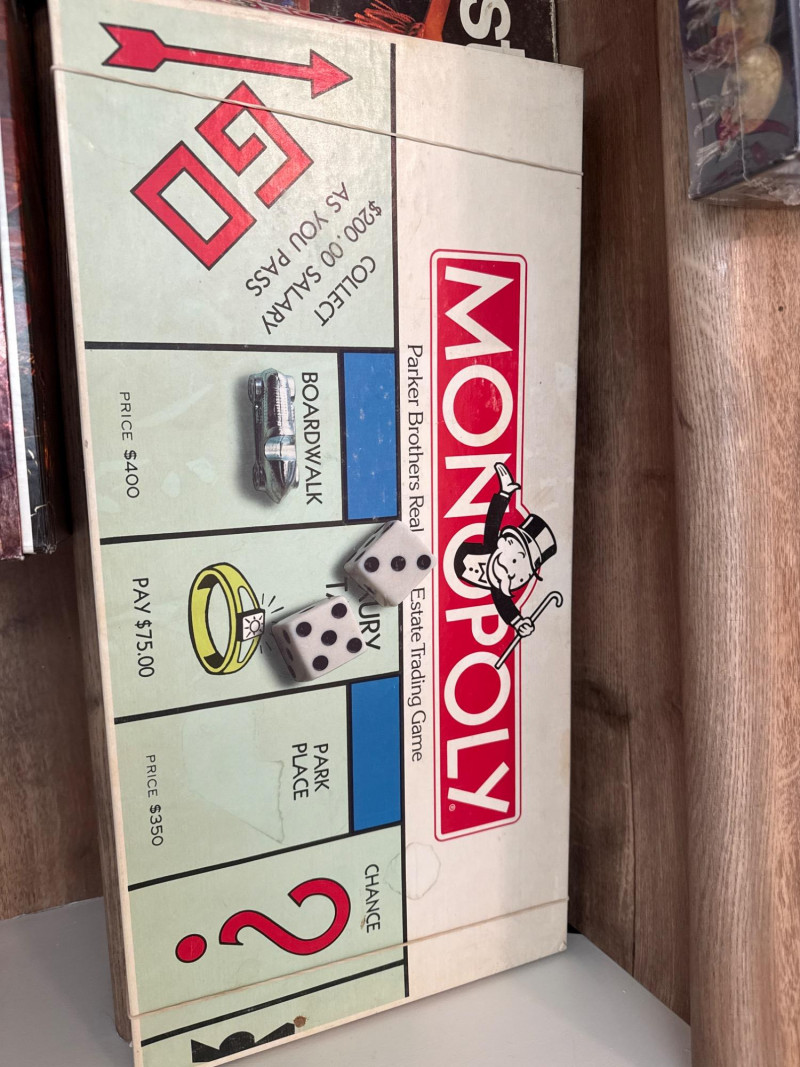 MONOPOLY®
Parker Brothers Real Estate Trading Game
GO
COLLECT
$200.00 SALARY
AS YOU PASS
BOARDWALK
PRICE $400
PAY $75.00
PARK
PLACE
PRICE $350
CHANCE
?